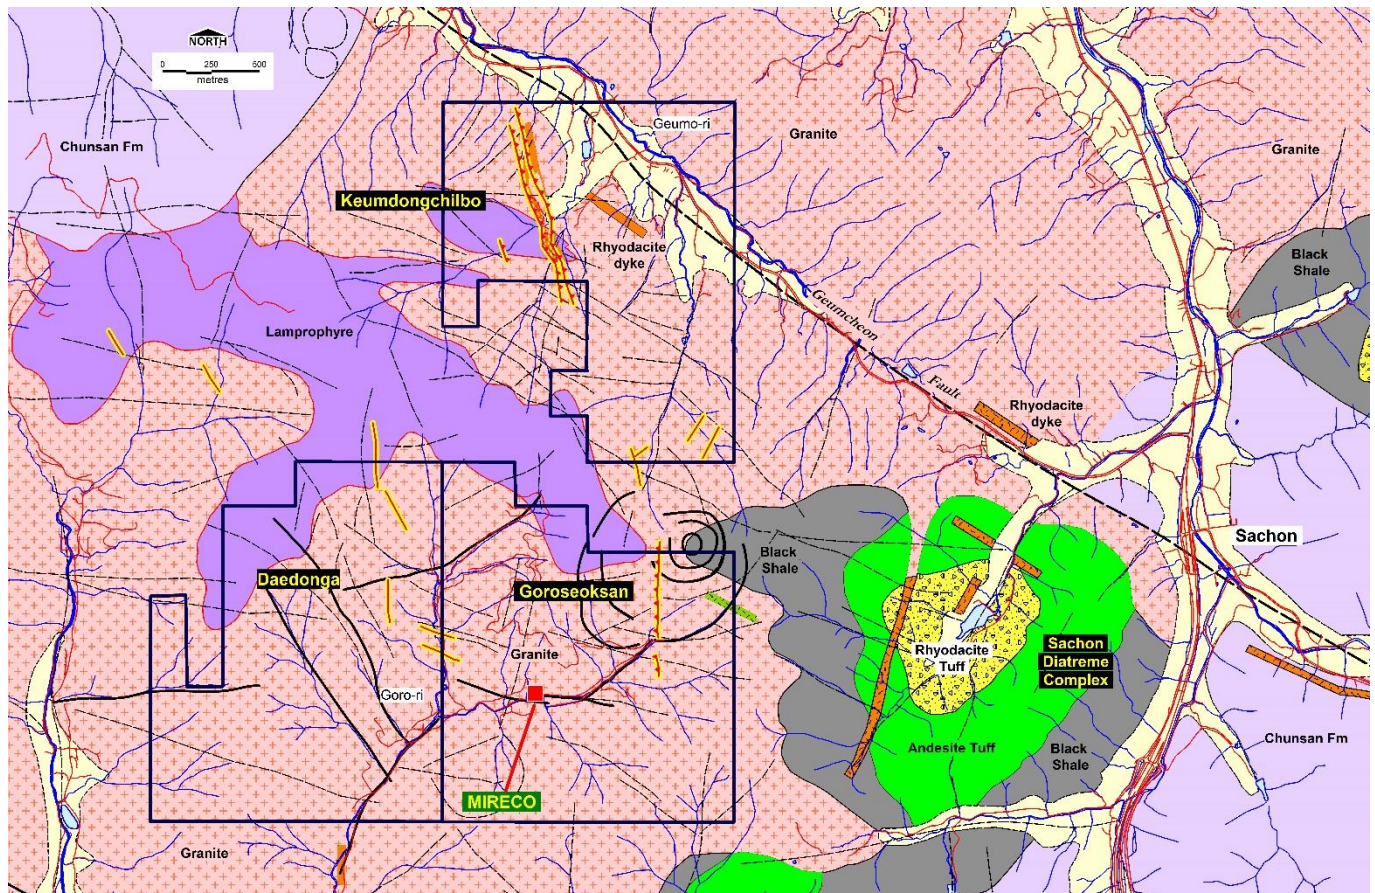 NORTH
0 250 500
metres
Chunsan Fm
Geumo-ri
Granite
Granite
Keumdongchilbo
Rhyodacite
dyke
Black
Shale
Geumcheon
Fault
Lamprophyre
Rhyodacite
dyke
Sachon
Black
Shale
Daedonga
Goroseoksan
Granite
Rhyodacite
Tuff
Sachon
Diatreme
Complex
Goro-ri
Andesite Tuff
Black
Shale
Chunsan Fm
MIRECO
Granite